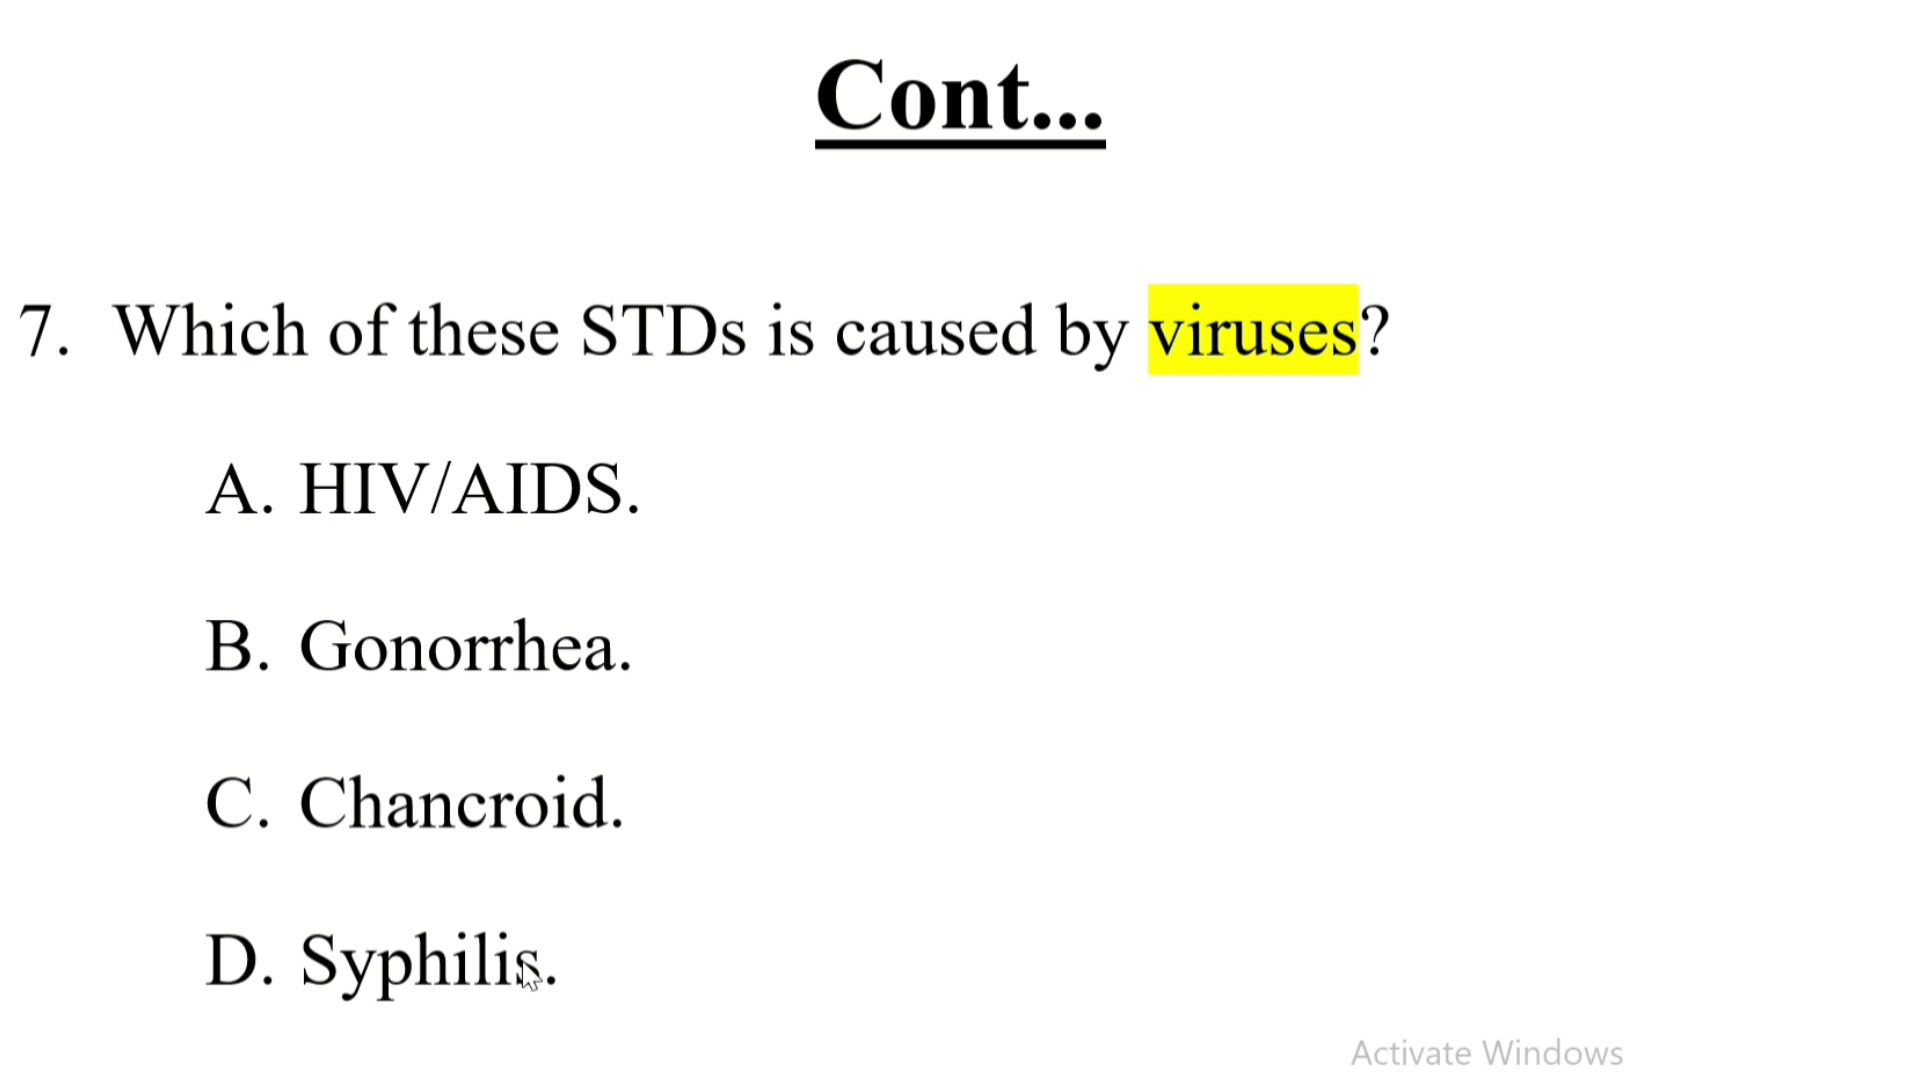 Cont...
7. Which of these STDs is caused by viruses?
A. HIV/AIDS.
B. Gonorrhea.
C. Chancroid.
D. Syphilis.
Activate Windows